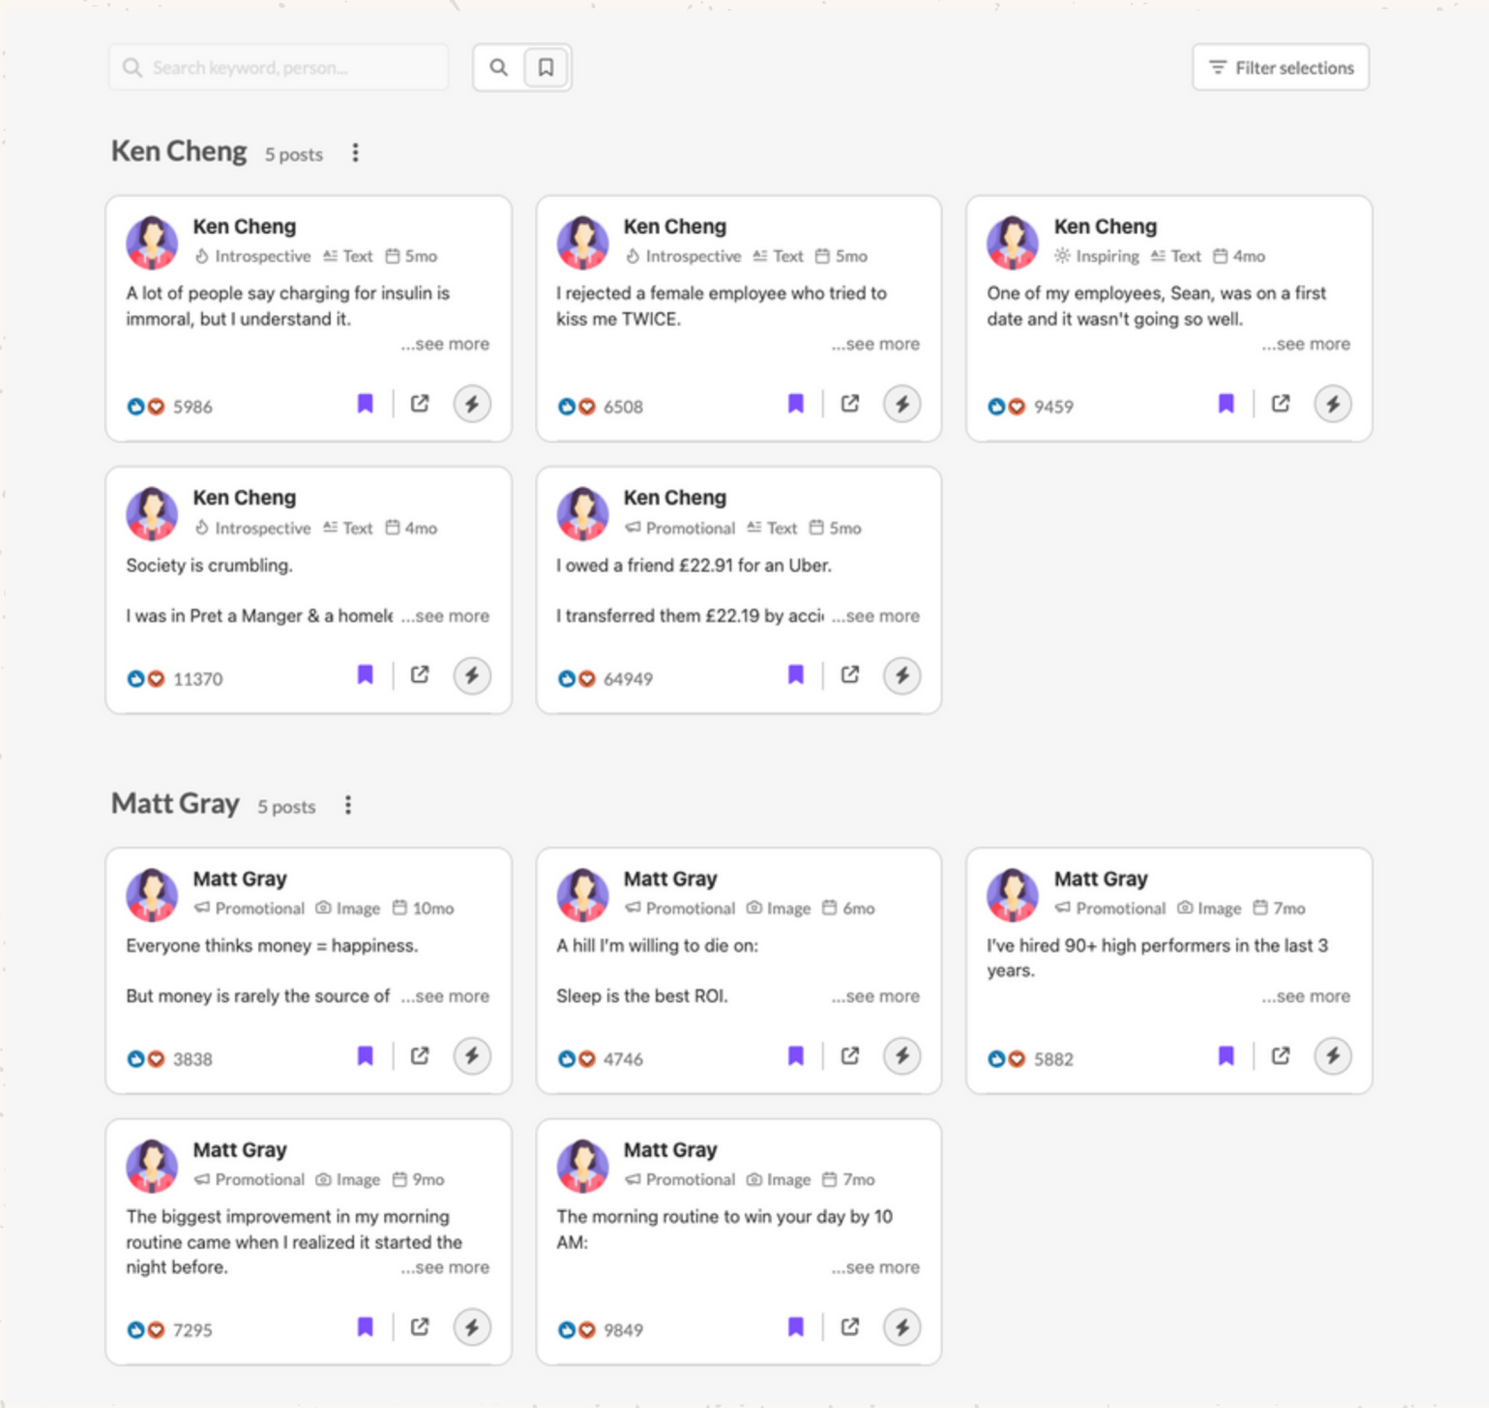 Search keyword, person...
Filter selections
Ken Cheng 5 posts
Ken Cheng
Introspective Text 5mo
A lot of people say charging for insulin is
immoral, but I understand it.
...see more
5986
Ken Cheng
Introspective Text 5mo
I rejected a female employee who tried to
kiss me TWICE.
...see more
6508
Ken Cheng
Inspiring Text 4mo
One of my employees, Sean, was on a first
date and it wasn't going so well.
...see more
9459
Ken Cheng
Introspective Text 4mo
Society is crumbling.
I was in Pret a Manger & a homele ...see more
11370
Ken Cheng
Promotional Text 5mo
I owed a friend £22.91 for an Uber.
I transferred them £22.19 by acci ...see more
64949
Matt Gray 5 posts
Matt Gray
Promotional Image 10mo
Everyone thinks money = happiness.
But money is rarely the source of ...see more
3838
Matt Gray
Promotional Image 6mo
A hill I'm willing to die on:
Sleep is the best ROI. ...see more
4746
Matt Gray
Promotional Image 7mo
I've hired 90+ high performers in the last 3
years.
...see more
5882
Matt Gray
Promotional Image 9mo
The biggest improvement in my morning
routine came when I realized it started the
night before. ...see more
7295
Matt Gray
Promotional Image 7mo
The morning routine to win your day by 10
AM:
...see more
9849